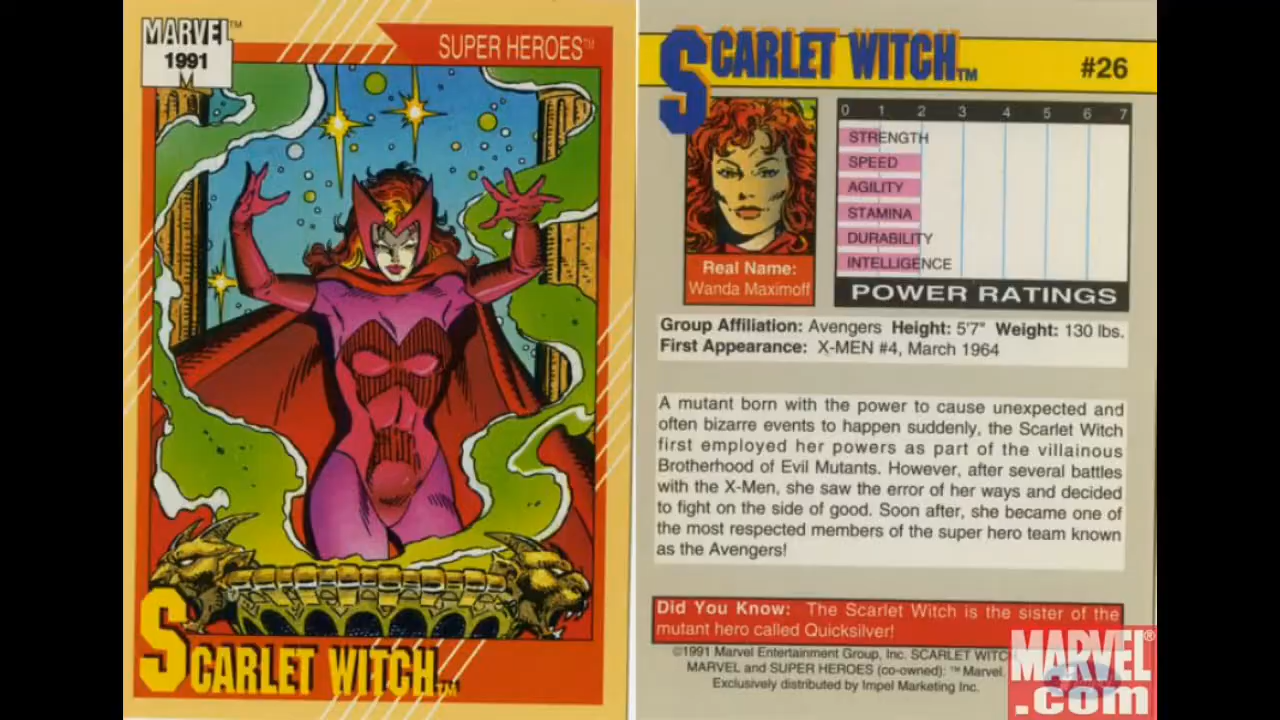 MARVEL™
1991
SUPER HEROES™
SCARLET WITCH™
SCARLET WITCH™
#26
0 1 2 3 4 5 6 7
STRENGTH
SPEED
AGILITY
STAMINA
DURABILITY
INTELLIGENCE
POWER RATINGS
Real Name:
Wanda Maximoff
Group Affiliation: Avengers Height: 5'7" Weight: 130 lbs.
First Appearance: X-MEN #4, March 1964
A mutant born with the power to cause unexpected and
often bizarre events to happen suddenly, the Scarlet Witch
first employed her powers as part of the villainous
Brotherhood of Evil Mutants. However, after several battles
with the X-Men, she saw the error of her ways and decided
to fight on the side of good. Soon after, she became one of
the most respected members of the super hero team known
as the Avengers!
Did You Know: The Scarlet Witch is the sister of the
mutant hero called Quicksilver!
©1991 Marvel Entertainment Group, Inc. SCARLET WITC
MARVEL and SUPER HEROES (co-owned): ™ Marvel
Exclusively distributed by Impel Marketing Inc.
MARVEL®
.com